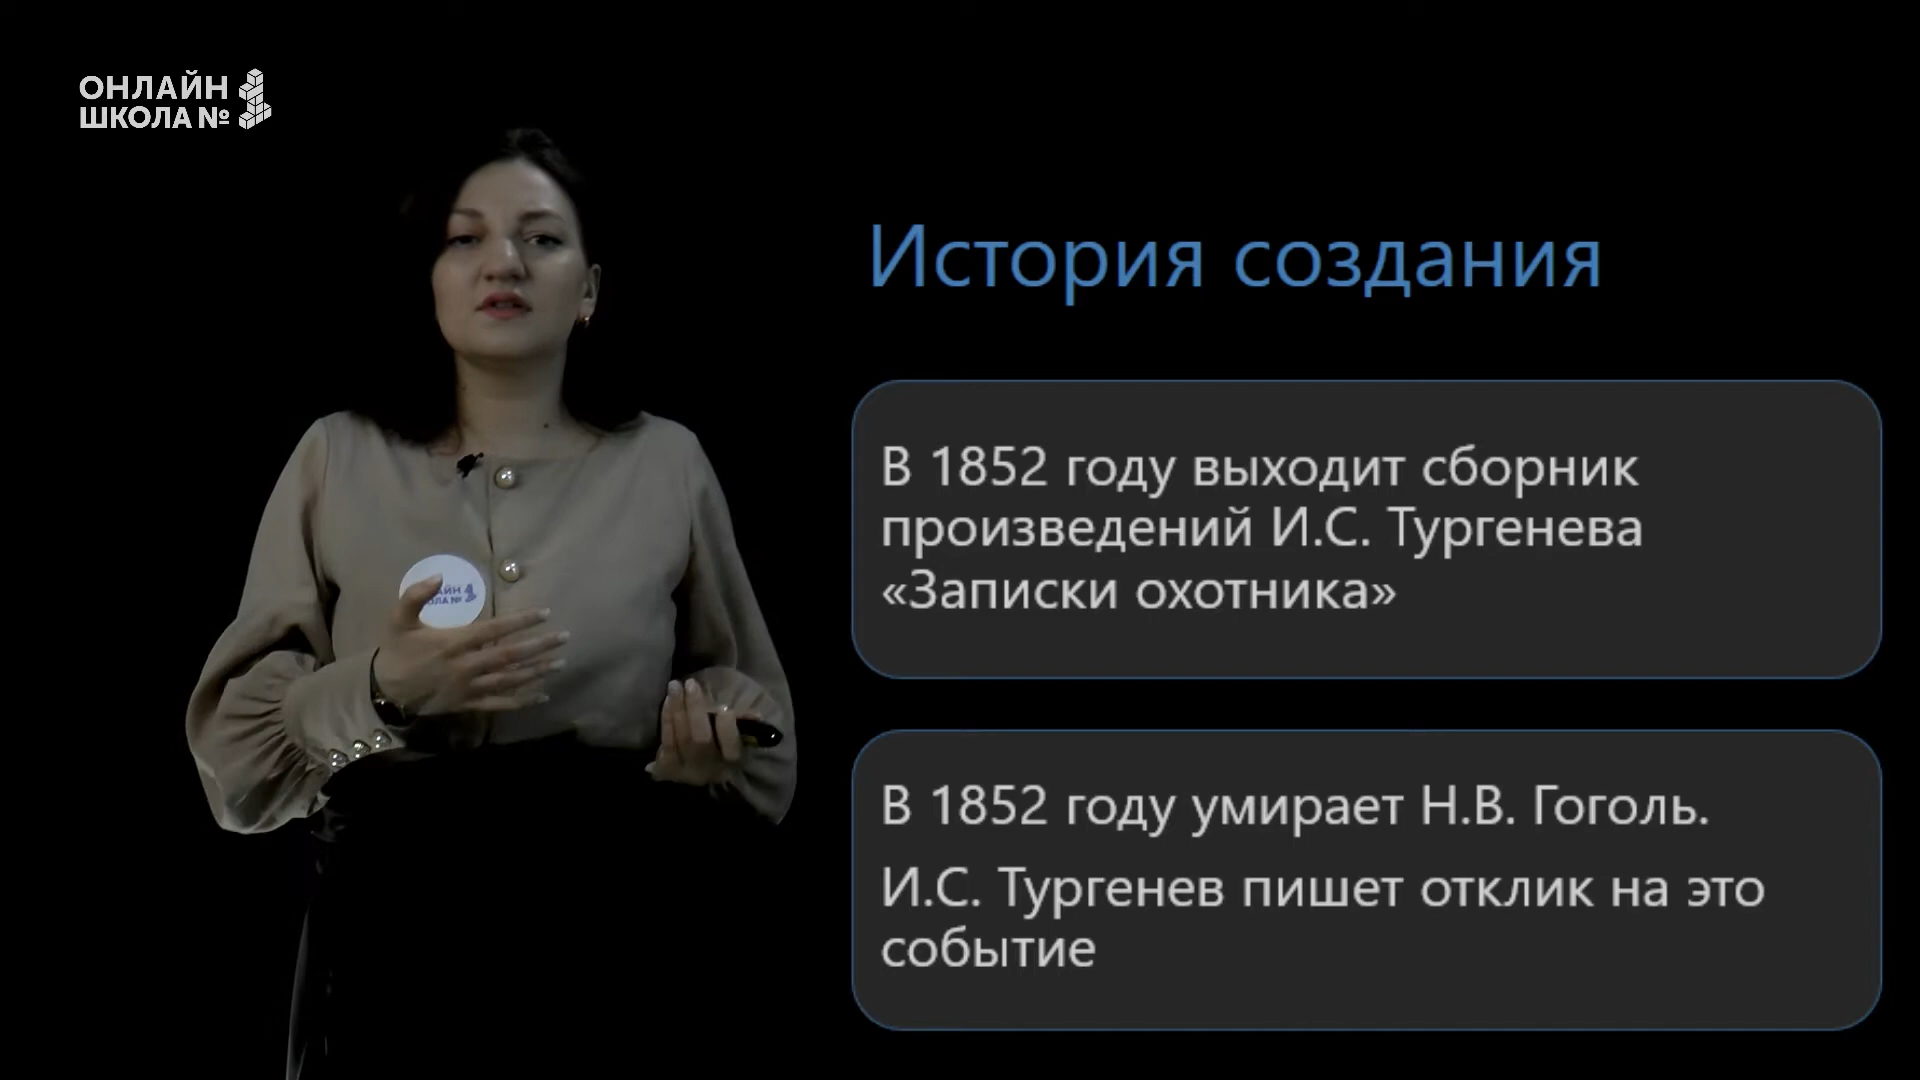 ОНЛАЙН
ШКОЛА №
История создания
В 1852 году выходит сборник
произведений И.С. Тургенева
«Записки охотника»
В 1852 году умирает Н.В. Гоголь.
И.С. Тургенев пишет отклик на это
событие